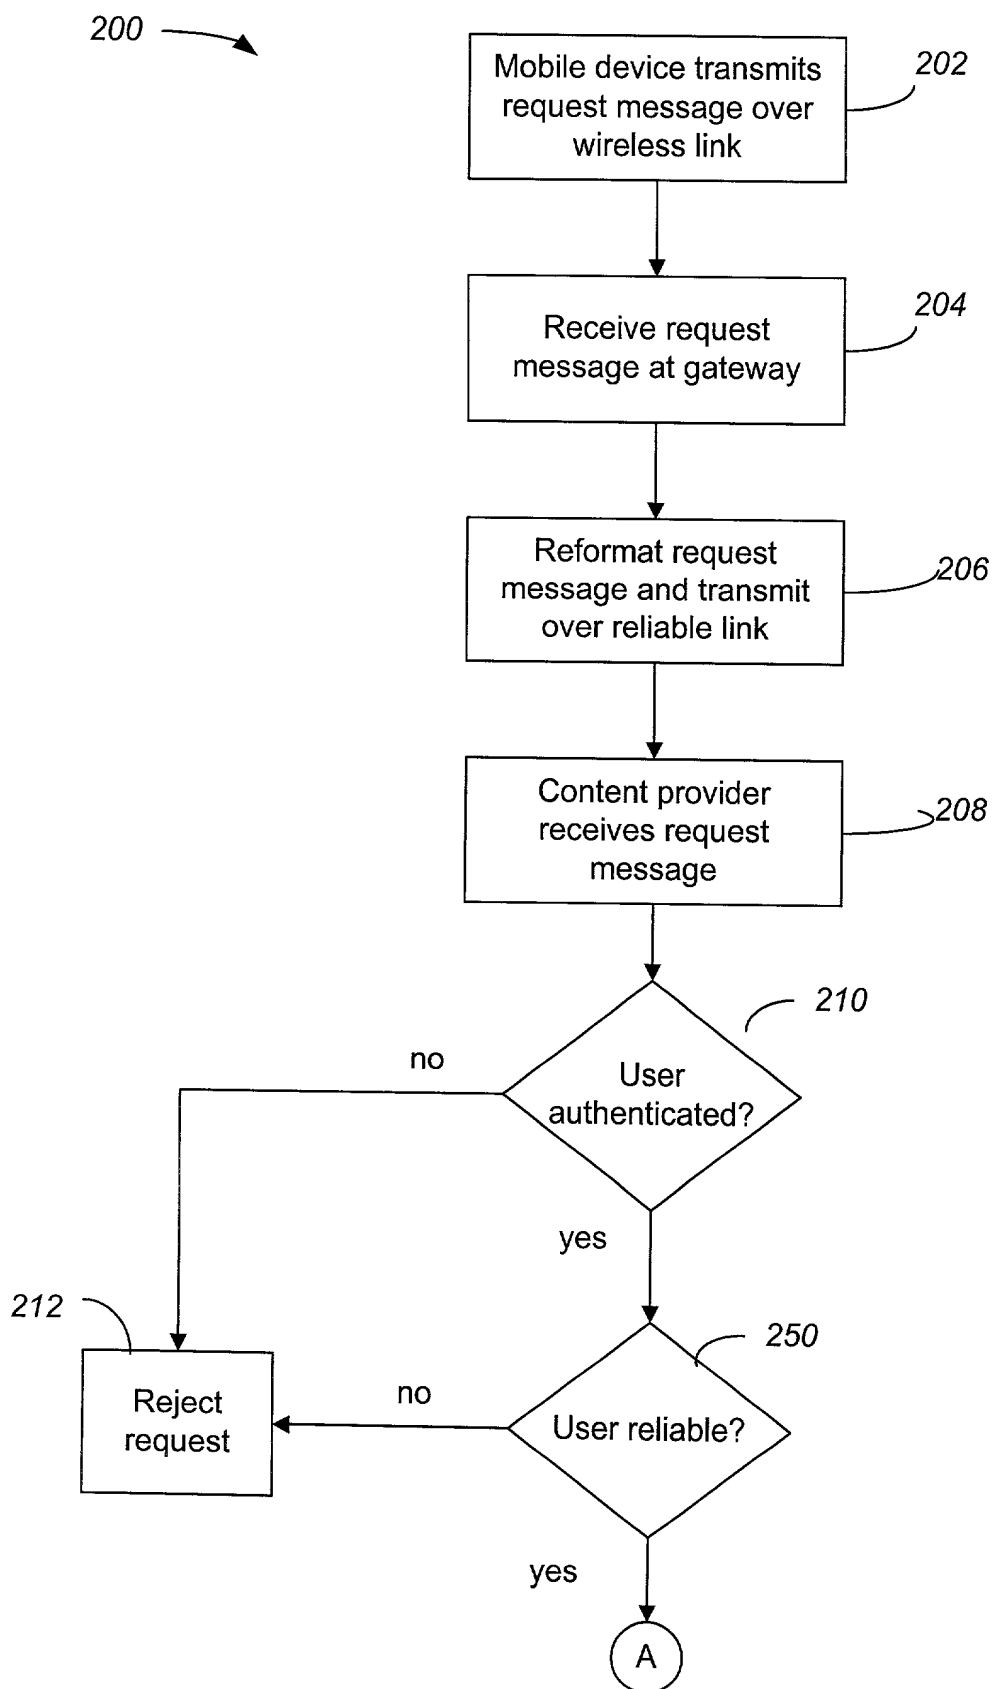 200
Mobile device transmits
request message over
wireless link
202
Receive request
message at gateway
204
Reformat request
message and transmit
over reliable link
206
Content provider
receives request
message
208
User
authenticated?
210
no
yes
212
Reject
request
no
User reliable?
250
yes
A